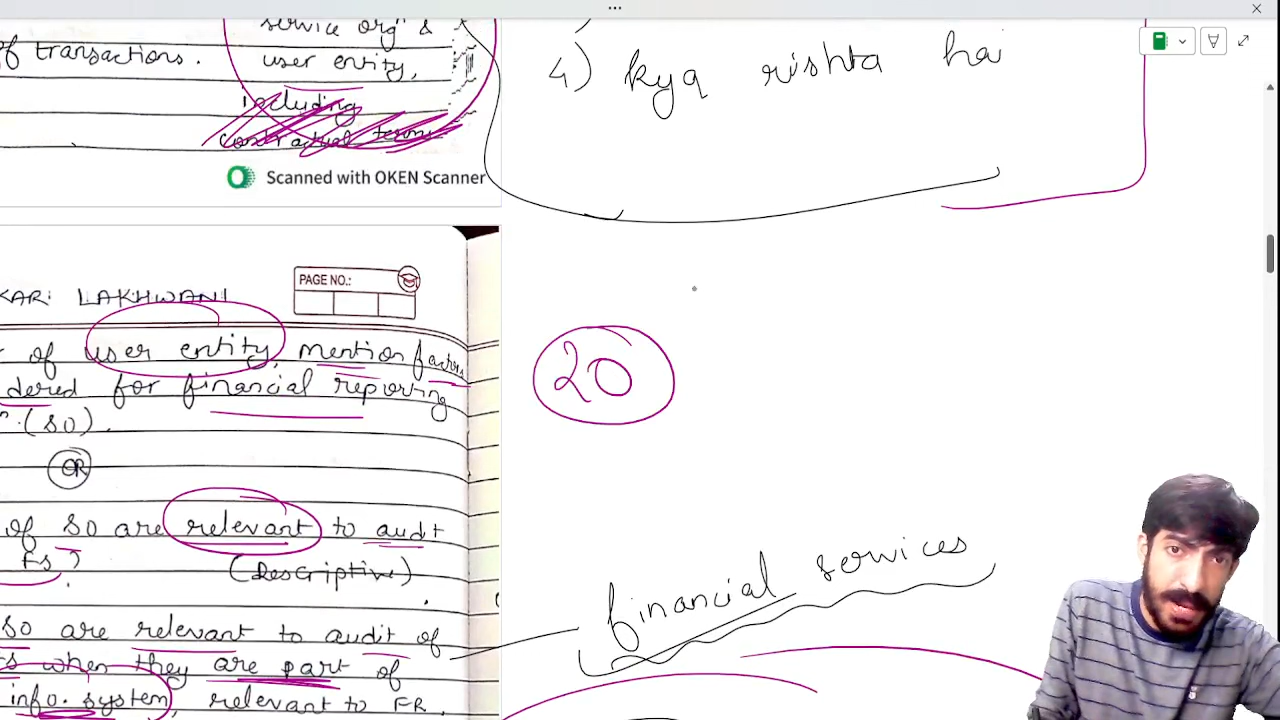 service orgⁿ &
of transactions.
user entity,
including
contractual terms
Scanned with OKEN Scanner
4) kya rishta hai
PAGE NO.:
KARI LAKHWANI
of user entity, mention factors
dered for financial reporting
(SO).
OR
of SO are relevant to audit
FS?
(Descriptive)
SO are relevant to audit of
when they are part of
info. system, relevant to FR.
20
financial services